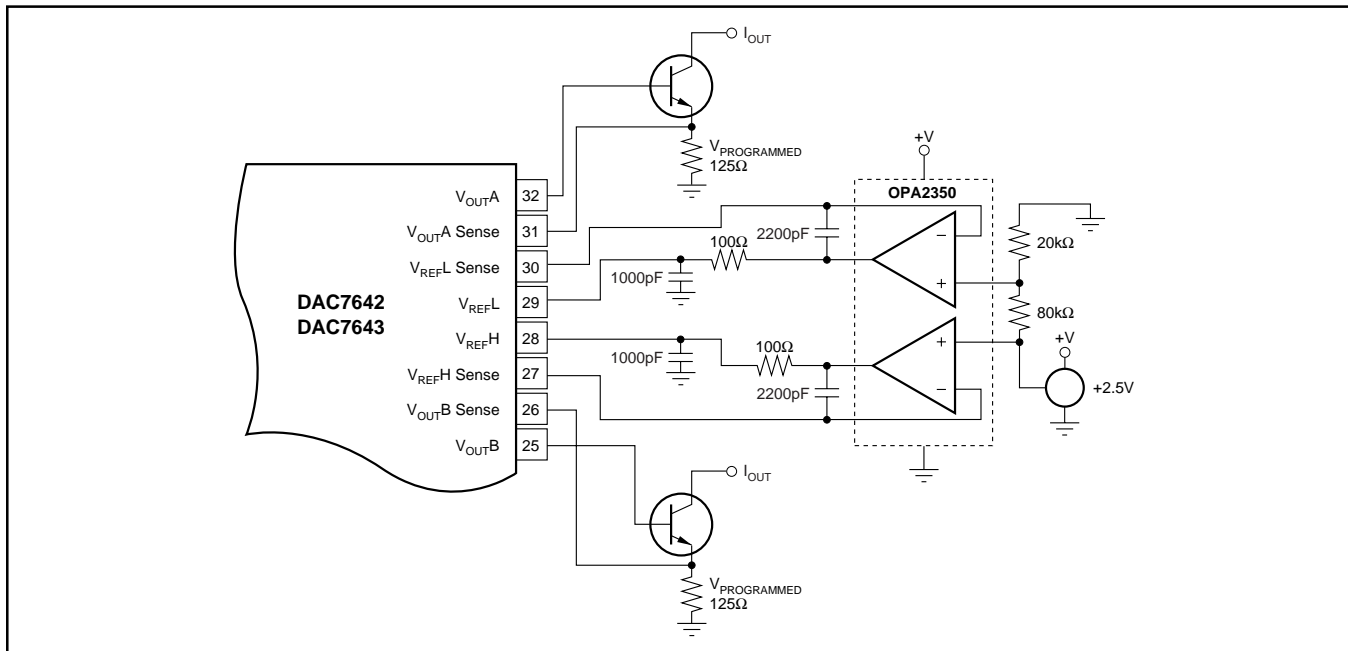 I_OUT
V_PROGRAMMED
125Ω
+V
OPA2350
V_OUTA
32
V_OUTA Sense
31
V_REFL Sense
30
V_REFL
29
V_REFH
28
V_REFH Sense
27
V_OUTB Sense
26
V_OUTB
25
DAC7642
DAC7643
2200pF
100Ω
1000pF
−
+
20kΩ
80kΩ
100Ω
1000pF
2200pF
+
−
+V
+2.5V
I_OUT
V_PROGRAMMED
125Ω